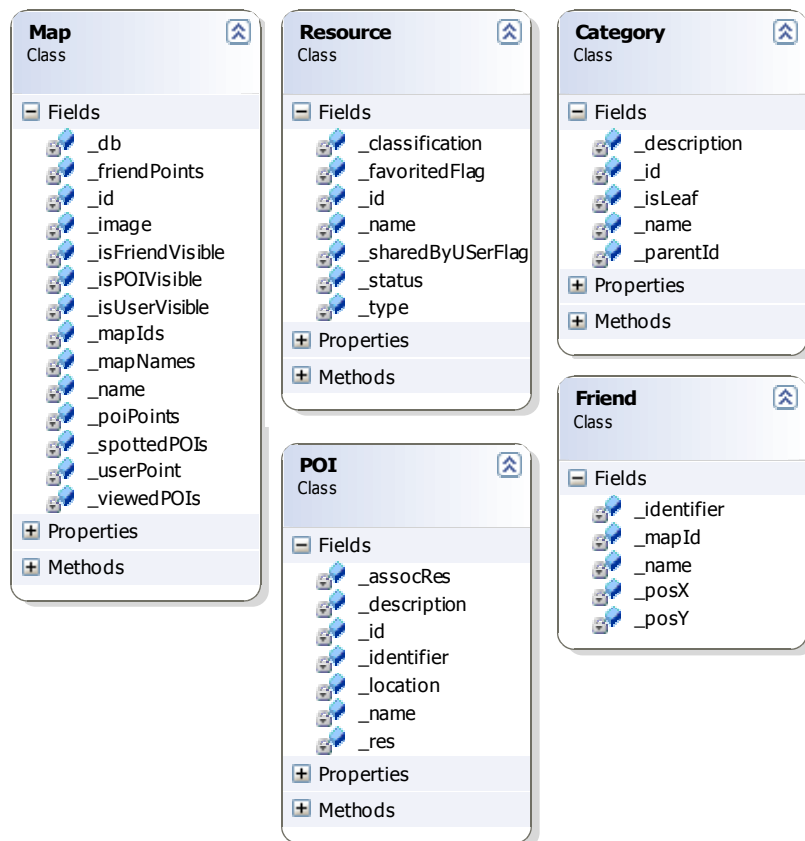 Map
Class
Fields
_db
_friendPoints
_id
_image
_isFriendVisible
_isPOIVisible
_isUserVisible
_mapIds
_mapNames
_name
_poiPoints
_spottedPOIs
_userPoint
_viewedPOIs
Properties
Methods
Resource
Class
Fields
_classification
_favoritedFlag
_id
_name
_sharedByUSerFlag
_status
_type
Properties
Methods
POI
Class
Fields
_assocRes
_description
_id
_identifier
_location
_name
_res
Properties
Methods
Category
Class
Fields
_description
_id
_isLeaf
_name
_parentId
Properties
Methods
Friend
Class
Fields
_identifier
_mapId
_name
_posX
_posY